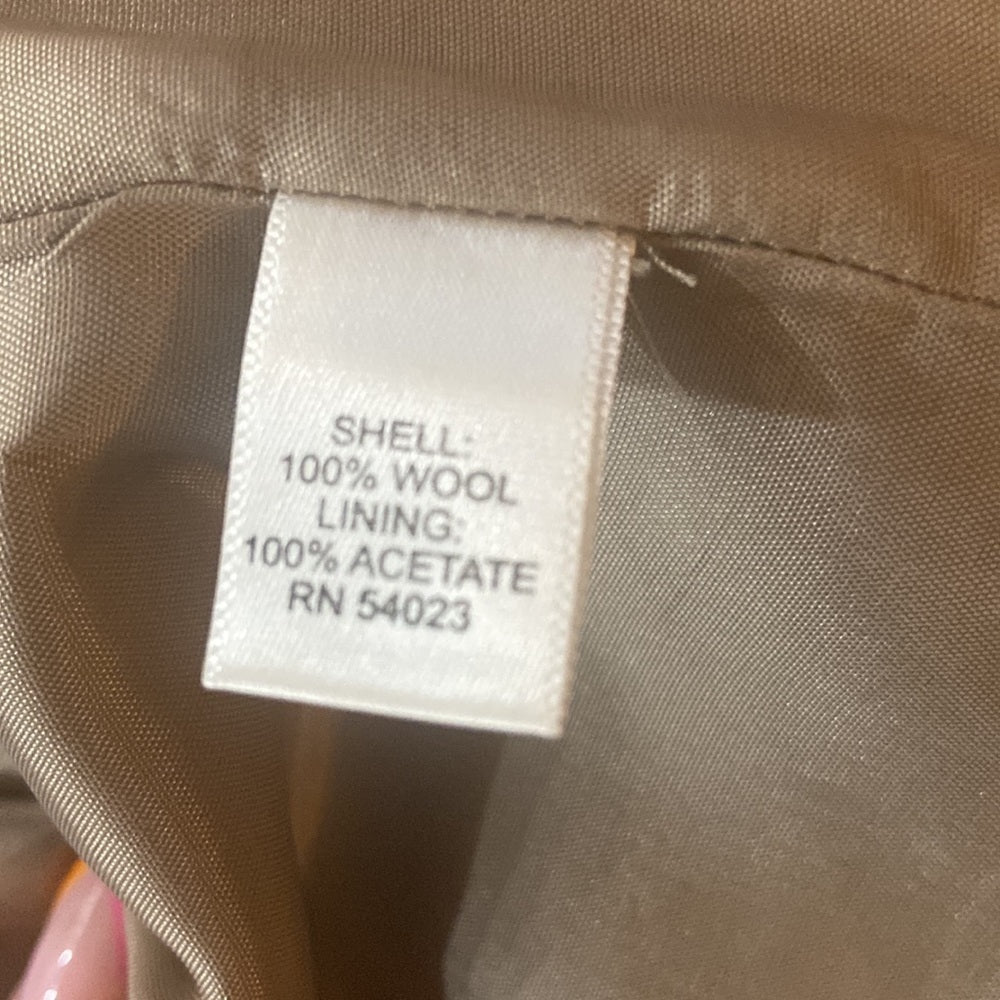 SHELL:
100% WOOL
LINING:
100% ACETATE
RN 54023